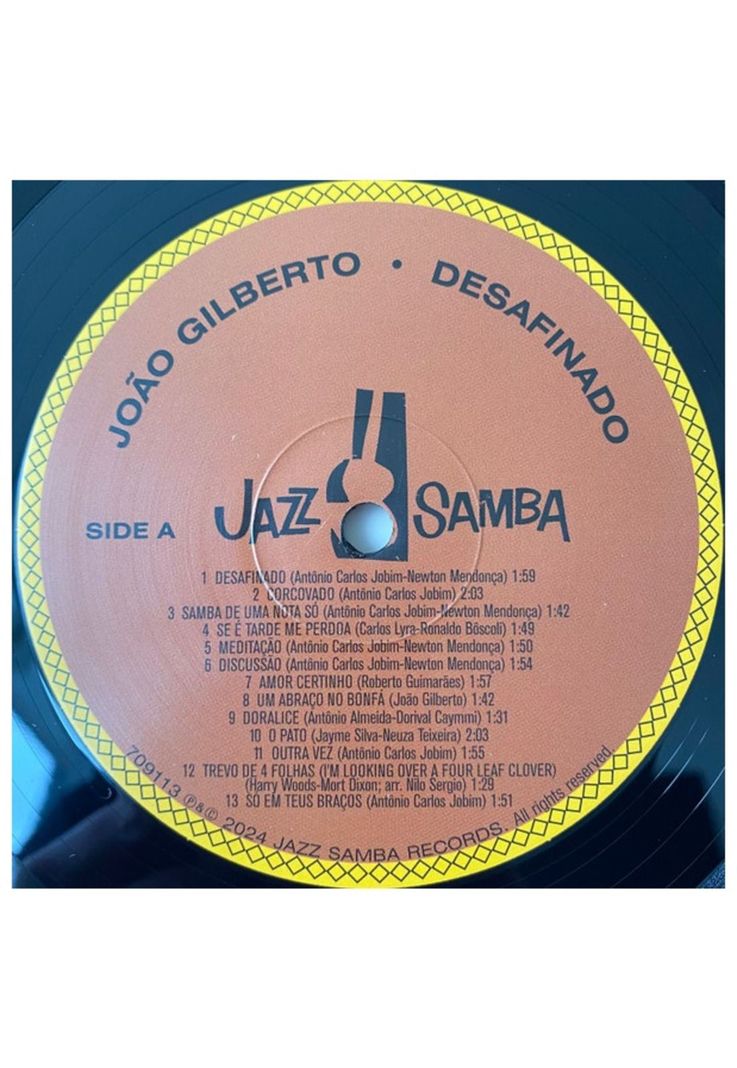 JOÃO GILBERTO • DESAFINADO
JAZZ SAMBA
SIDE A
1 DESAFINADO (Antônio Carlos Jobim-Newton Mendonça) 1:59
2 CORCOVADO (Antônio Carlos Jobim) 2:03
3 SAMBA DE UMA NOTA SÓ (Antônio Carlos Jobim-Newton Mendonça) 1:42
4 SE É TARDE ME PERDOA (Carlos Lyra-Ronaldo Bôscoli) 1:49
5 MEDITAÇÃO (Antônio Carlos Jobim-Newton Mendonça) 1:50
6 DISCUSSÃO (Antônio Carlos Jobim-Newton Mendonça) 1:54
7 AMOR CERTINHO (Roberto Guimarães) 1:57
8 UM ABRAÇO NO BONFÁ (João Gilberto) 1:42
9 DORALICE (Antônio Almeida-Dorival Caymmi) 1:31
10 O PATO (Jayme Silva-Neuza Teixeira) 2:03
11 OUTRA VEZ (Antônio Carlos Jobim) 1:55
12 TREVO DE 4 FOLHAS (I'M LOOKING OVER A FOUR LEAF CLOVER)
(Harry Woods-Mort Dixon; arr. Nilo Sergio) 1:29
13 SÓ EM TEUS BRAÇOS (Antônio Carlos Jobim) 1:51
709113 ℗&© 2024 JAZZ SAMBA RECORDS. All rights reserved.